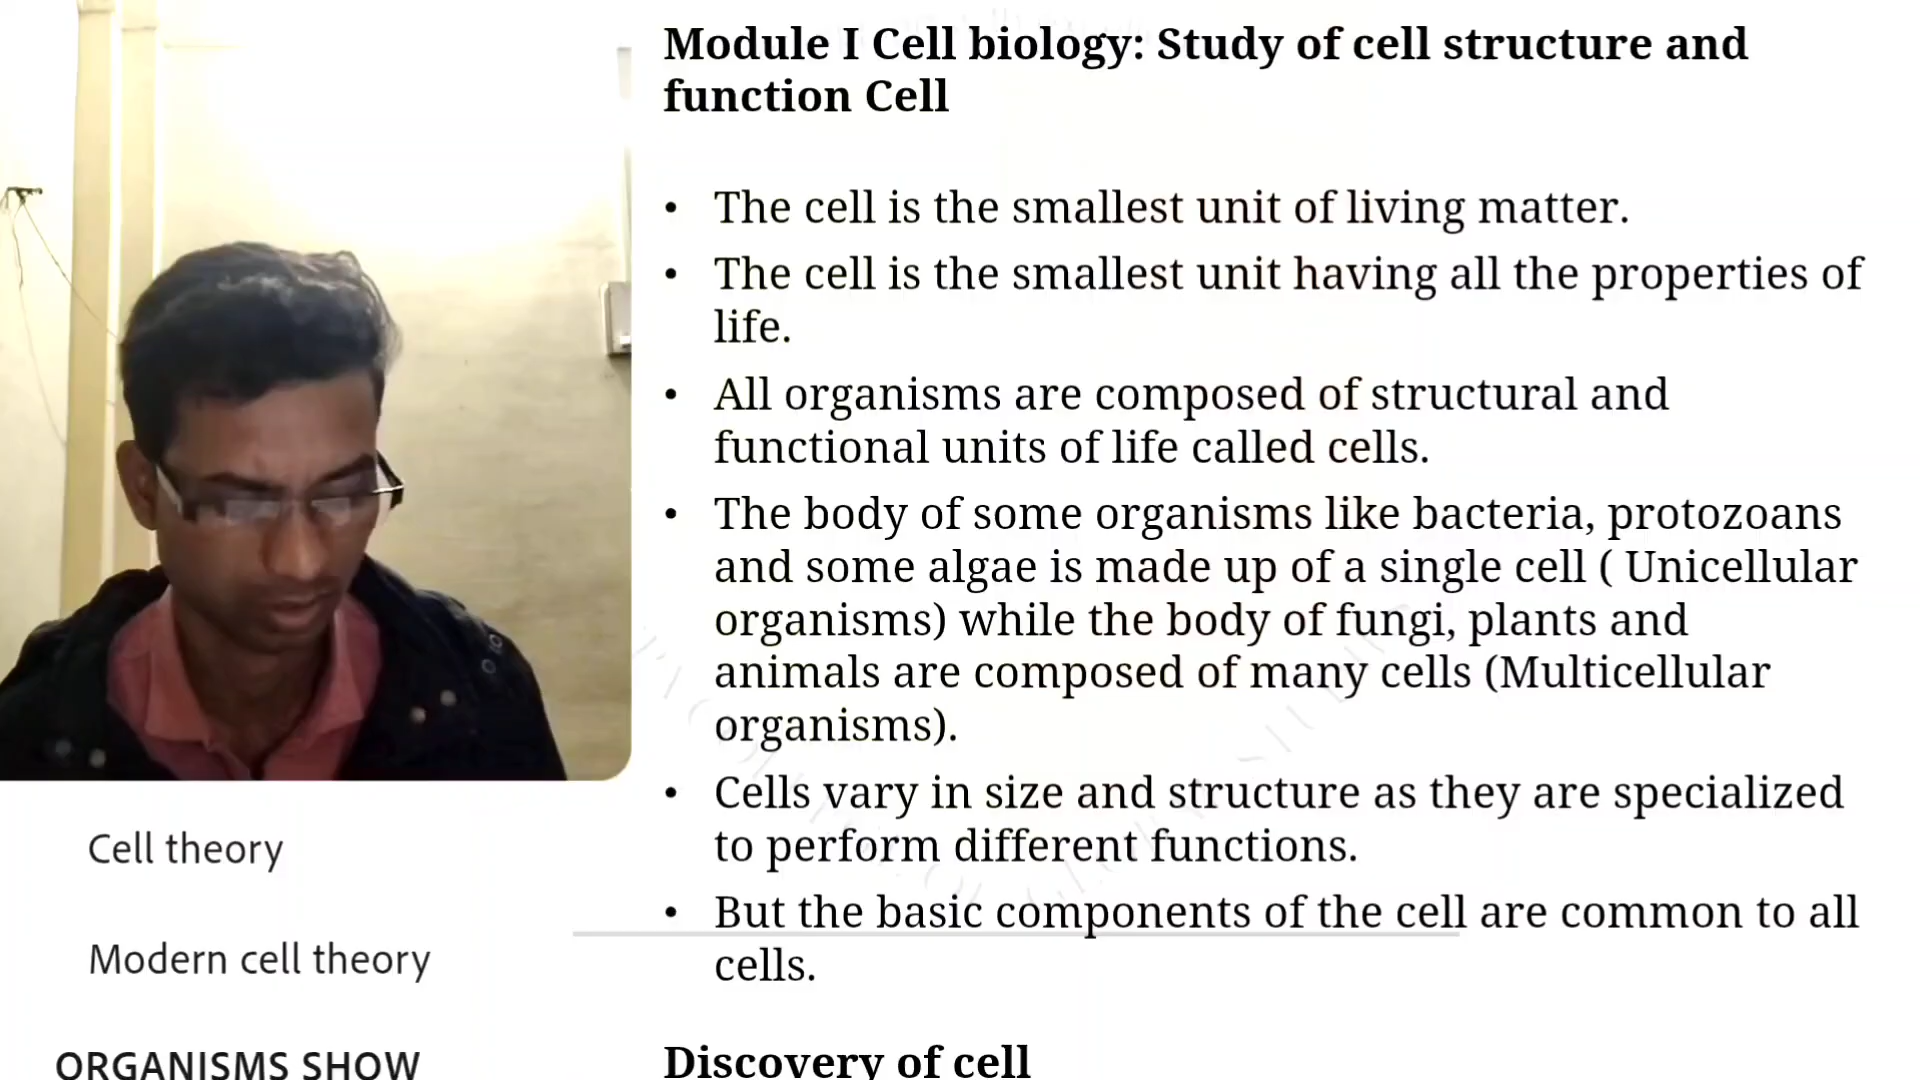 Module I Cell biology: Study of cell structure and
function Cell
• The cell is the smallest unit of living matter.
• The cell is the smallest unit having all the properties of
life.
• All organisms are composed of structural and
functional units of life called cells.
• The body of some organisms like bacteria, protozoans
and some algae is made up of a single cell ( Unicellular
organisms) while the body of fungi, plants and
animals are composed of many cells (Multicellular
organisms).
• Cells vary in size and structure as they are specialized
to perform different functions.
• But the basic components of the cell are common to all
cells.
Discovery of cell
Cell theory
Modern cell theory
ORGANISMS SHOW